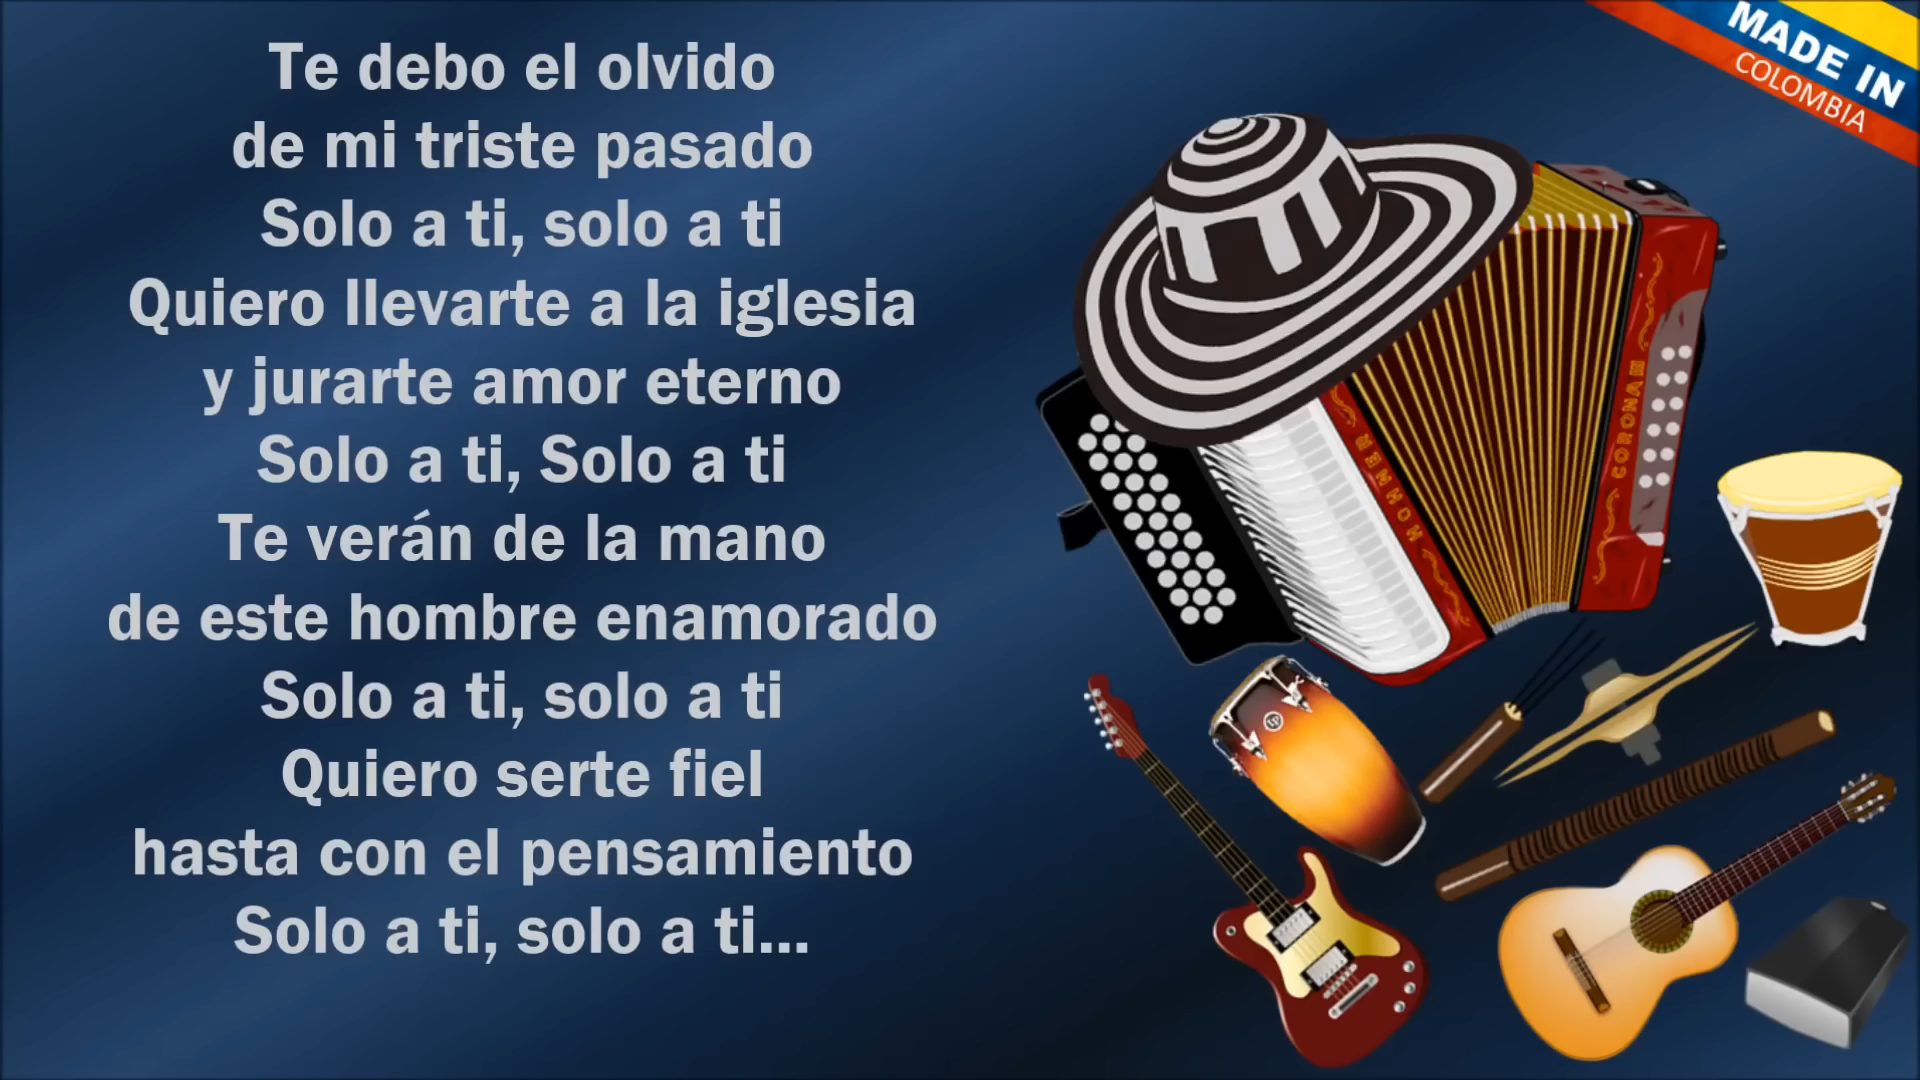 Te debo el olvido
de mi triste pasado
Solo a ti, solo a ti
Quiero llevarte a la iglesia
y jurarte amor eterno
Solo a ti, Solo a ti
Te verán de la mano
de este hombre enamorado
Solo a ti, solo a ti
Quiero serte fiel
hasta con el pensamiento
Solo a ti, solo a ti...
MADE IN
COLOMBIA
HOHNER
CORONA III
LP